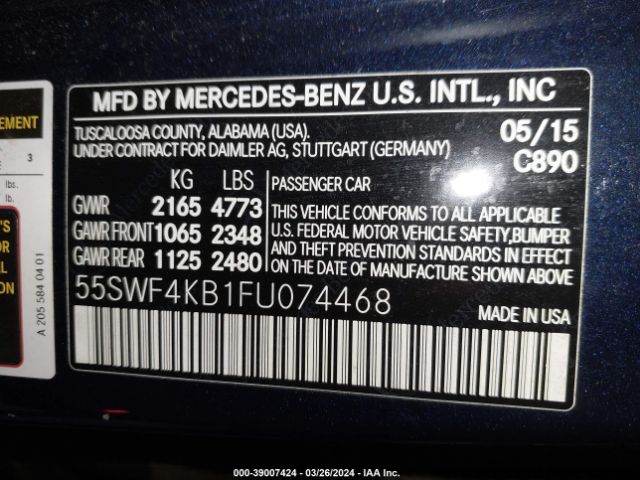 EMENT
3
lbs.
lb.
'S
OR
AL
A 205 584 04 01
MFD BY MERCEDES-BENZ U.S. INTL., INC
TUSCALOOSA COUNTY, ALABAMA (USA). 05/15
UNDER CONTRACT FOR DAIMLER AG, STUTTGART (GERMANY) C890
KG LBS PASSENGER CAR
GWR 2165 4773
GAWR FRONT 1065 2348
GAWR REAR 1125 2480
THIS VEHICLE CONFORMS TO ALL APPLICABLE
U.S. FEDERAL MOTOR VEHICLE SAFETY, BUMPER
AND THEFT PREVENTION STANDARDS IN EFFECT
ON THE DATE OF MANUFACTURE SHOWN ABOVE.
55SWF4KB1FU074468
MADE IN USA
000-39007424 | 03/26/2024 | IAA Inc.